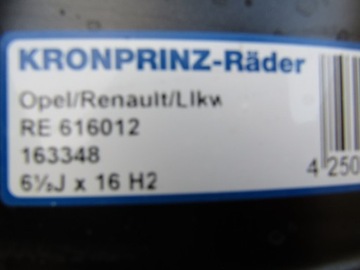 KRONPRINZ-Räder
Opel/Renault/Llkw
RE 616012
163348
6½J x 16 H2
4 250